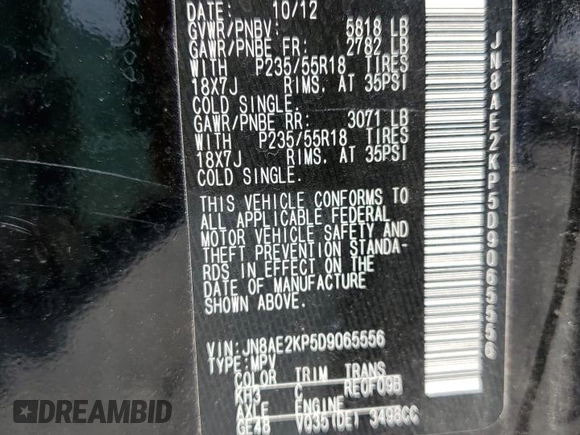 DATE: 10/12
GVWR/PNBV: 5818 LB
GAWR/PNBE FR: 2782 LB
WITH P235/55R18 TIRES
18X7J RIMS. AT 35PSI
COLD SINGLE.
GAWR/PNBE RR: 3071 LB
WITH P235/55R18 TIRES
18X7J RIMS. AT 35PSI
COLD SINGLE.
THIS VEHICLE CONFORMS TO
ALL APPLICABLE FEDERAL
MOTOR VEHICLE SAFETY AND
THEFT PREVENTION STANDA-
RDS IN EFFECT ON THE
DATE OF MANUFACTURE
SHOWN ABOVE.
VIN: JN8AE2KP5D9065556
TYPE: MPV
COLOR TRIM TRANS
KH3 C RE0F09B
AXLE ENGINE
GE48 VQ35(DE) 3498CC
JN8AE2KP5D9065556
DEALERS LEADS